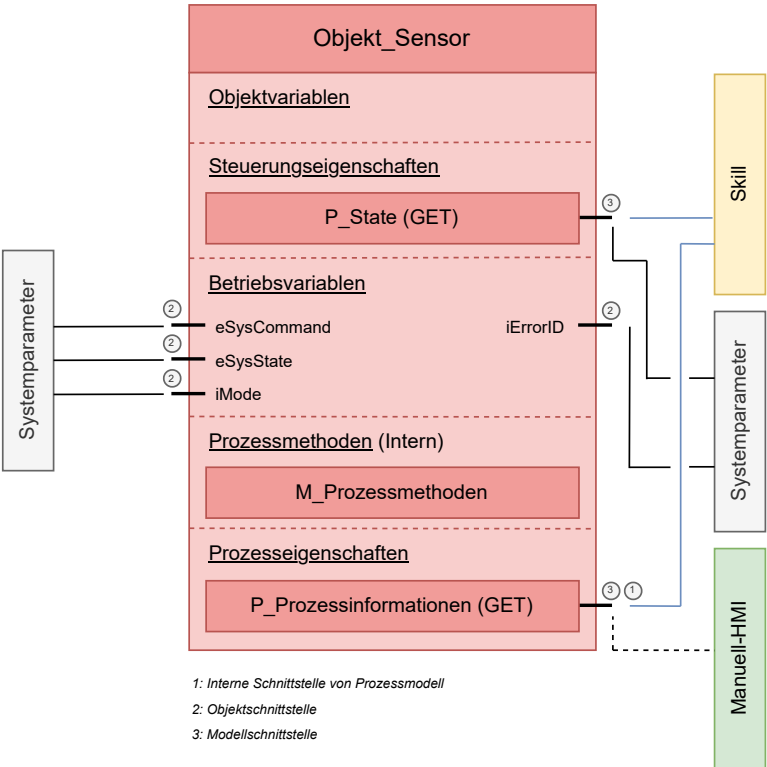 Objekt_Sensor
Objektvariablen
Steuerungseigenschaften
P_State (GET)
3
Skill
Betriebsvariablen
Systemparameter
2
eSysCommand
iErrorID
2
2
eSysState
2
iMode
Systemparameter
Prozessmethoden (Intern)
M_Prozessmethoden
Prozesseigenschaften
P_Prozessinformationen (GET)
3 1
Manuell-HMI
1: Interne Schnittstelle von Prozessmodell
2: Objektschnittstelle
3: Modellschnittstelle